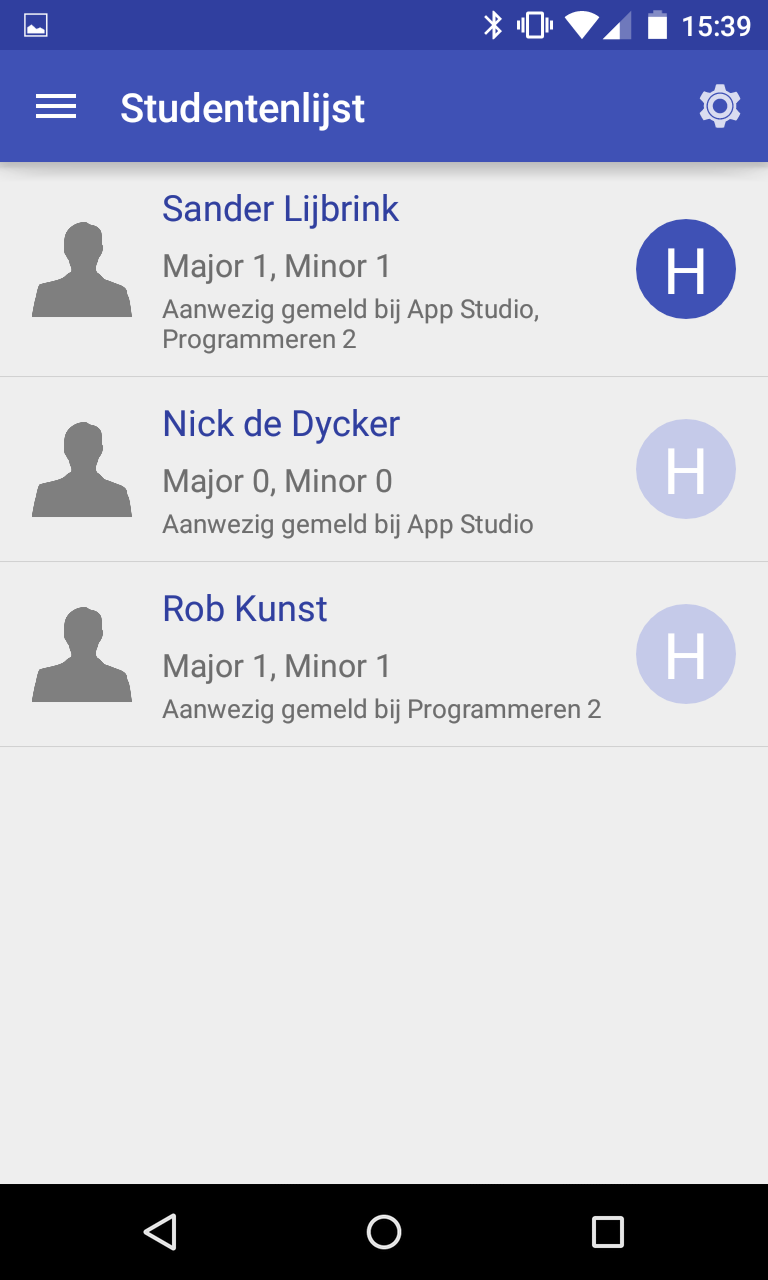 15:39
Studentenlijst
Sander Lijbrink
Major 1, Minor 1
Aanwezig gemeld bij App Studio,
Programmeren 2
H
Nick de Dycker
Major 0, Minor 0
Aanwezig gemeld bij App Studio
H
Rob Kunst
Major 1, Minor 1
Aanwezig gemeld bij Programmeren 2
H